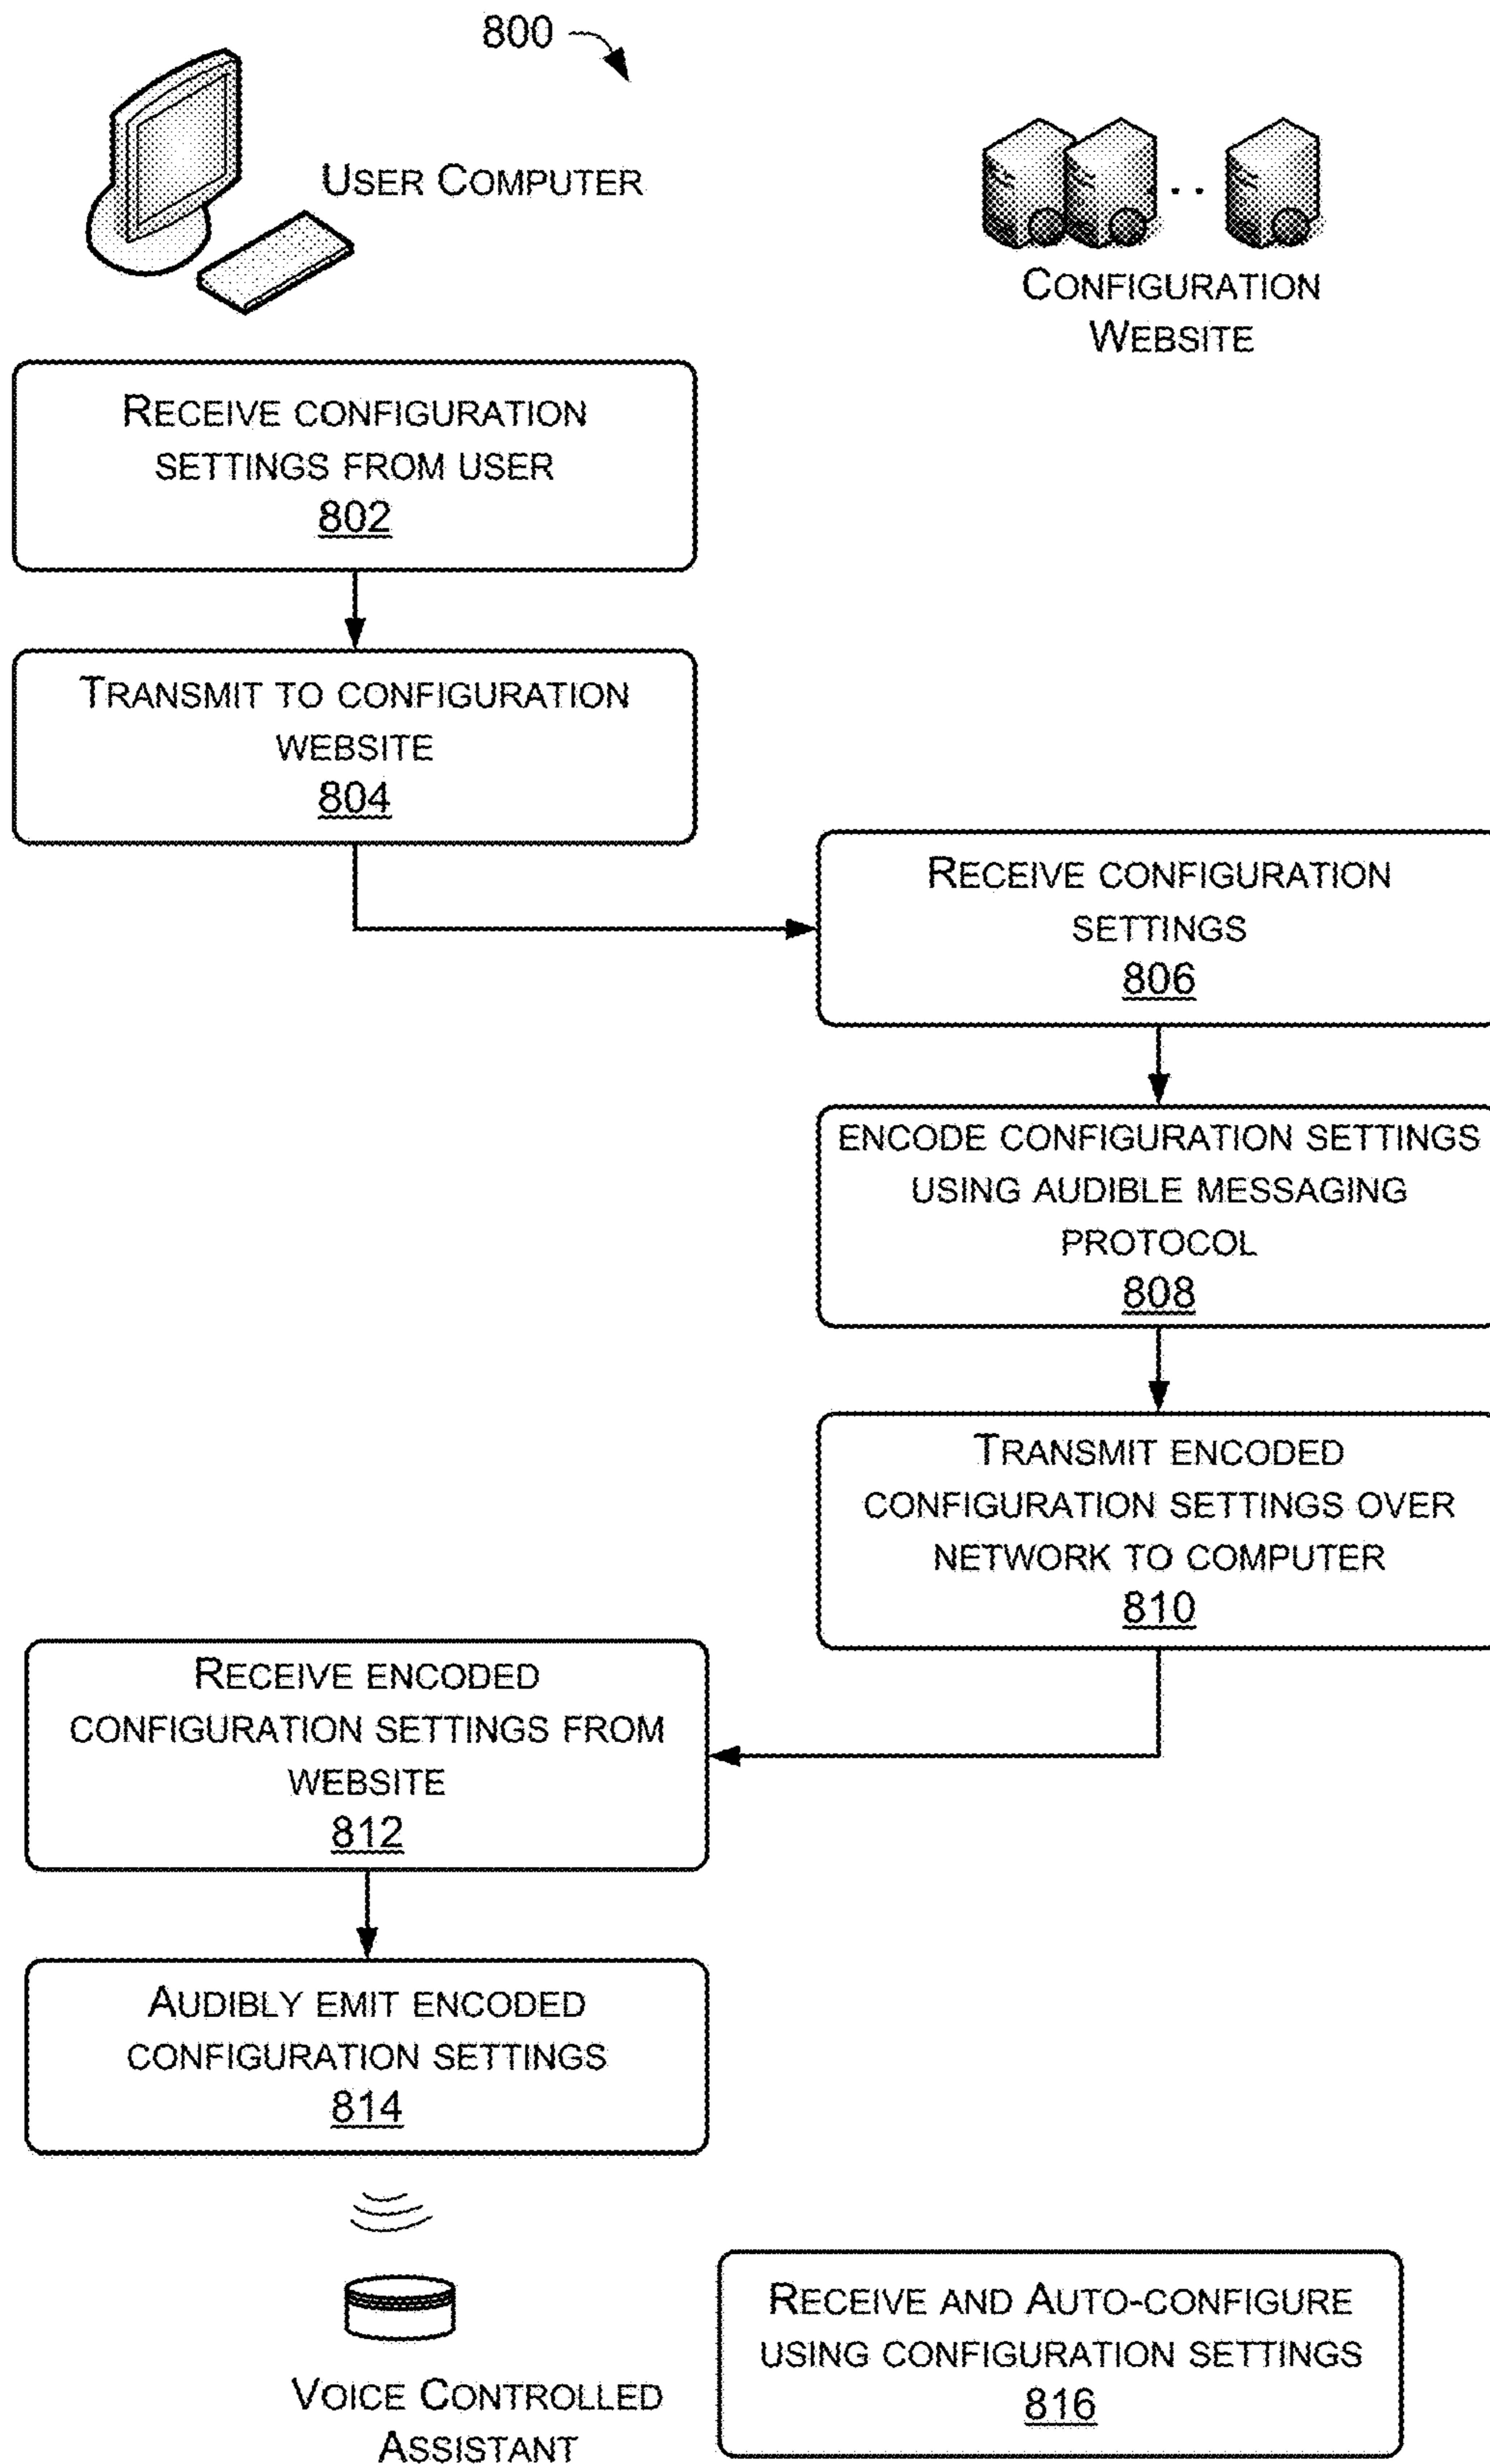 800
USER COMPUTER
CONFIGURATION
WEBSITE
RECEIVE CONFIGURATION
SETTINGS FROM USER
802
TRANSMIT TO CONFIGURATION
WEBSITE
804
RECEIVE CONFIGURATION
SETTINGS
806
ENCODE CONFIGURATION SETTINGS
USING AUDIBLE MESSAGING
PROTOCOL
808
TRANSMIT ENCODED
CONFIGURATION SETTINGS OVER
NETWORK TO COMPUTER
810
RECEIVE ENCODED
CONFIGURATION SETTINGS FROM
WEBSITE
812
AUDIBLY EMIT ENCODED
CONFIGURATION SETTINGS
814
RECEIVE AND AUTO-CONFIGURE
USING CONFIGURATION SETTINGS
816
VOICE CONTROLLED
ASSISTANT